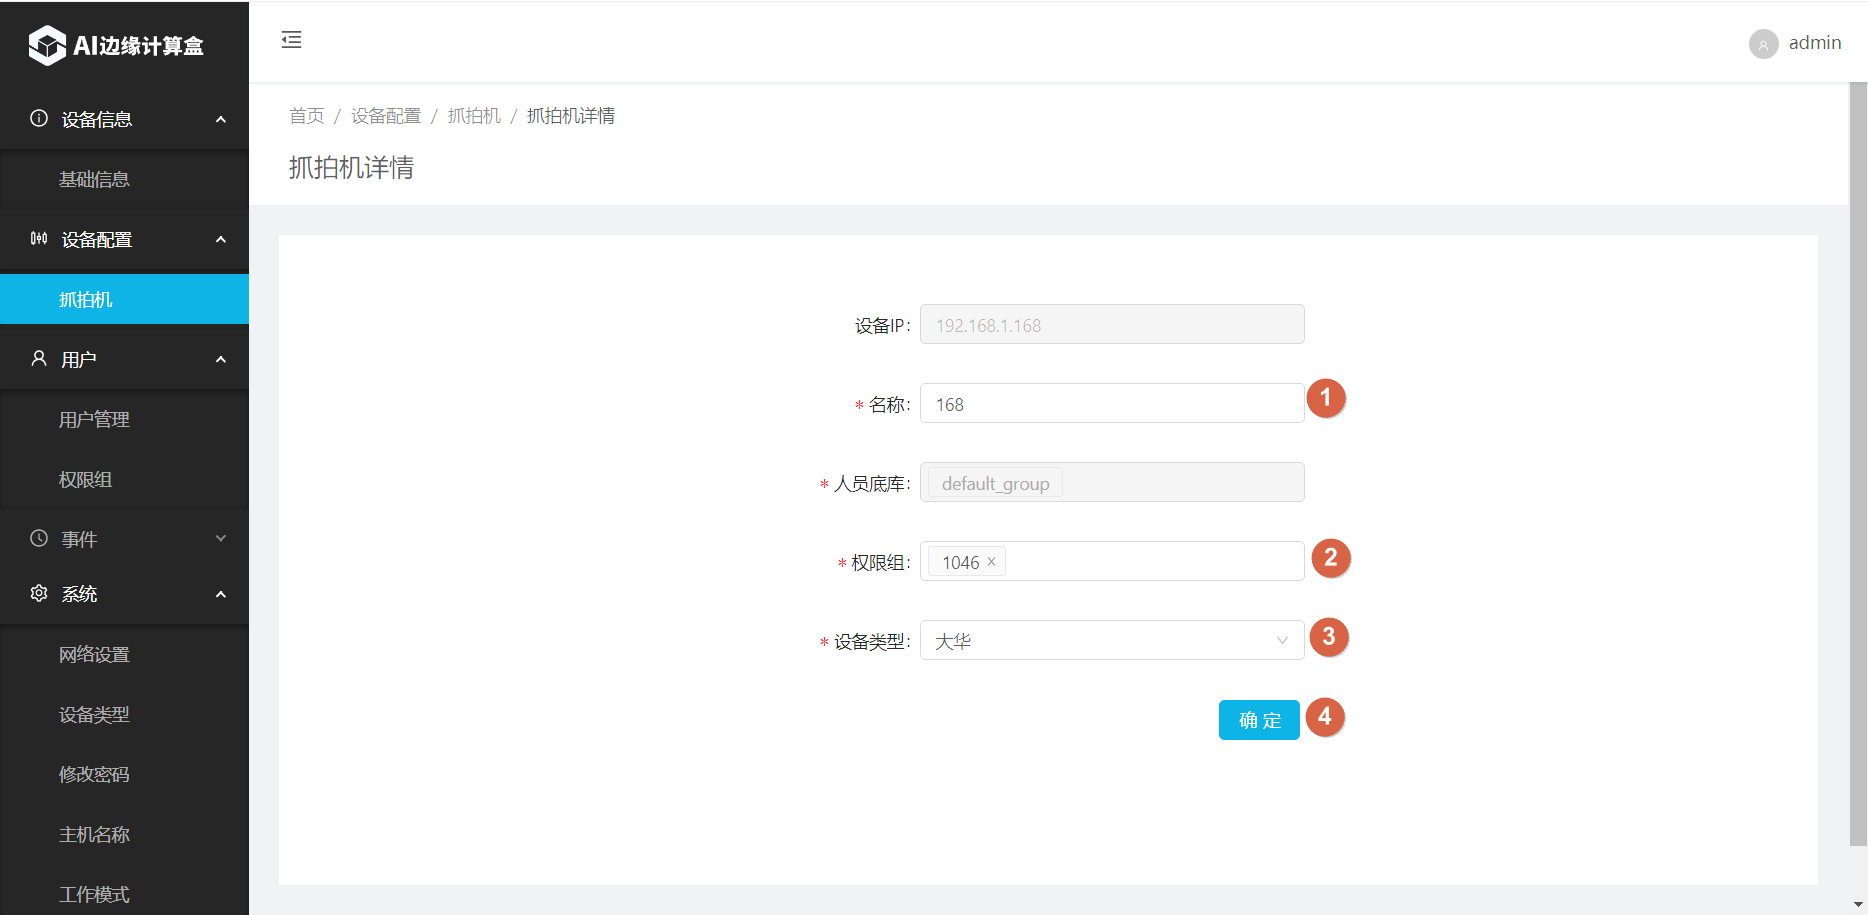 AI边缘计算盒
admin
设备信息
基础信息
设备配置
抓拍机
用户
用户管理
权限组
事件
系统
网络设置
设备类型
修改密码
主机名称
工作模式
首页 / 设备配置 / 抓拍机 / 抓拍机详情
抓拍机详情
设备IP: 192.168.1.168
* 名称: 168 1
* 人员底库: default_group
* 权限组: 1046 × 2
* 设备类型: 大华 3
确 定 4